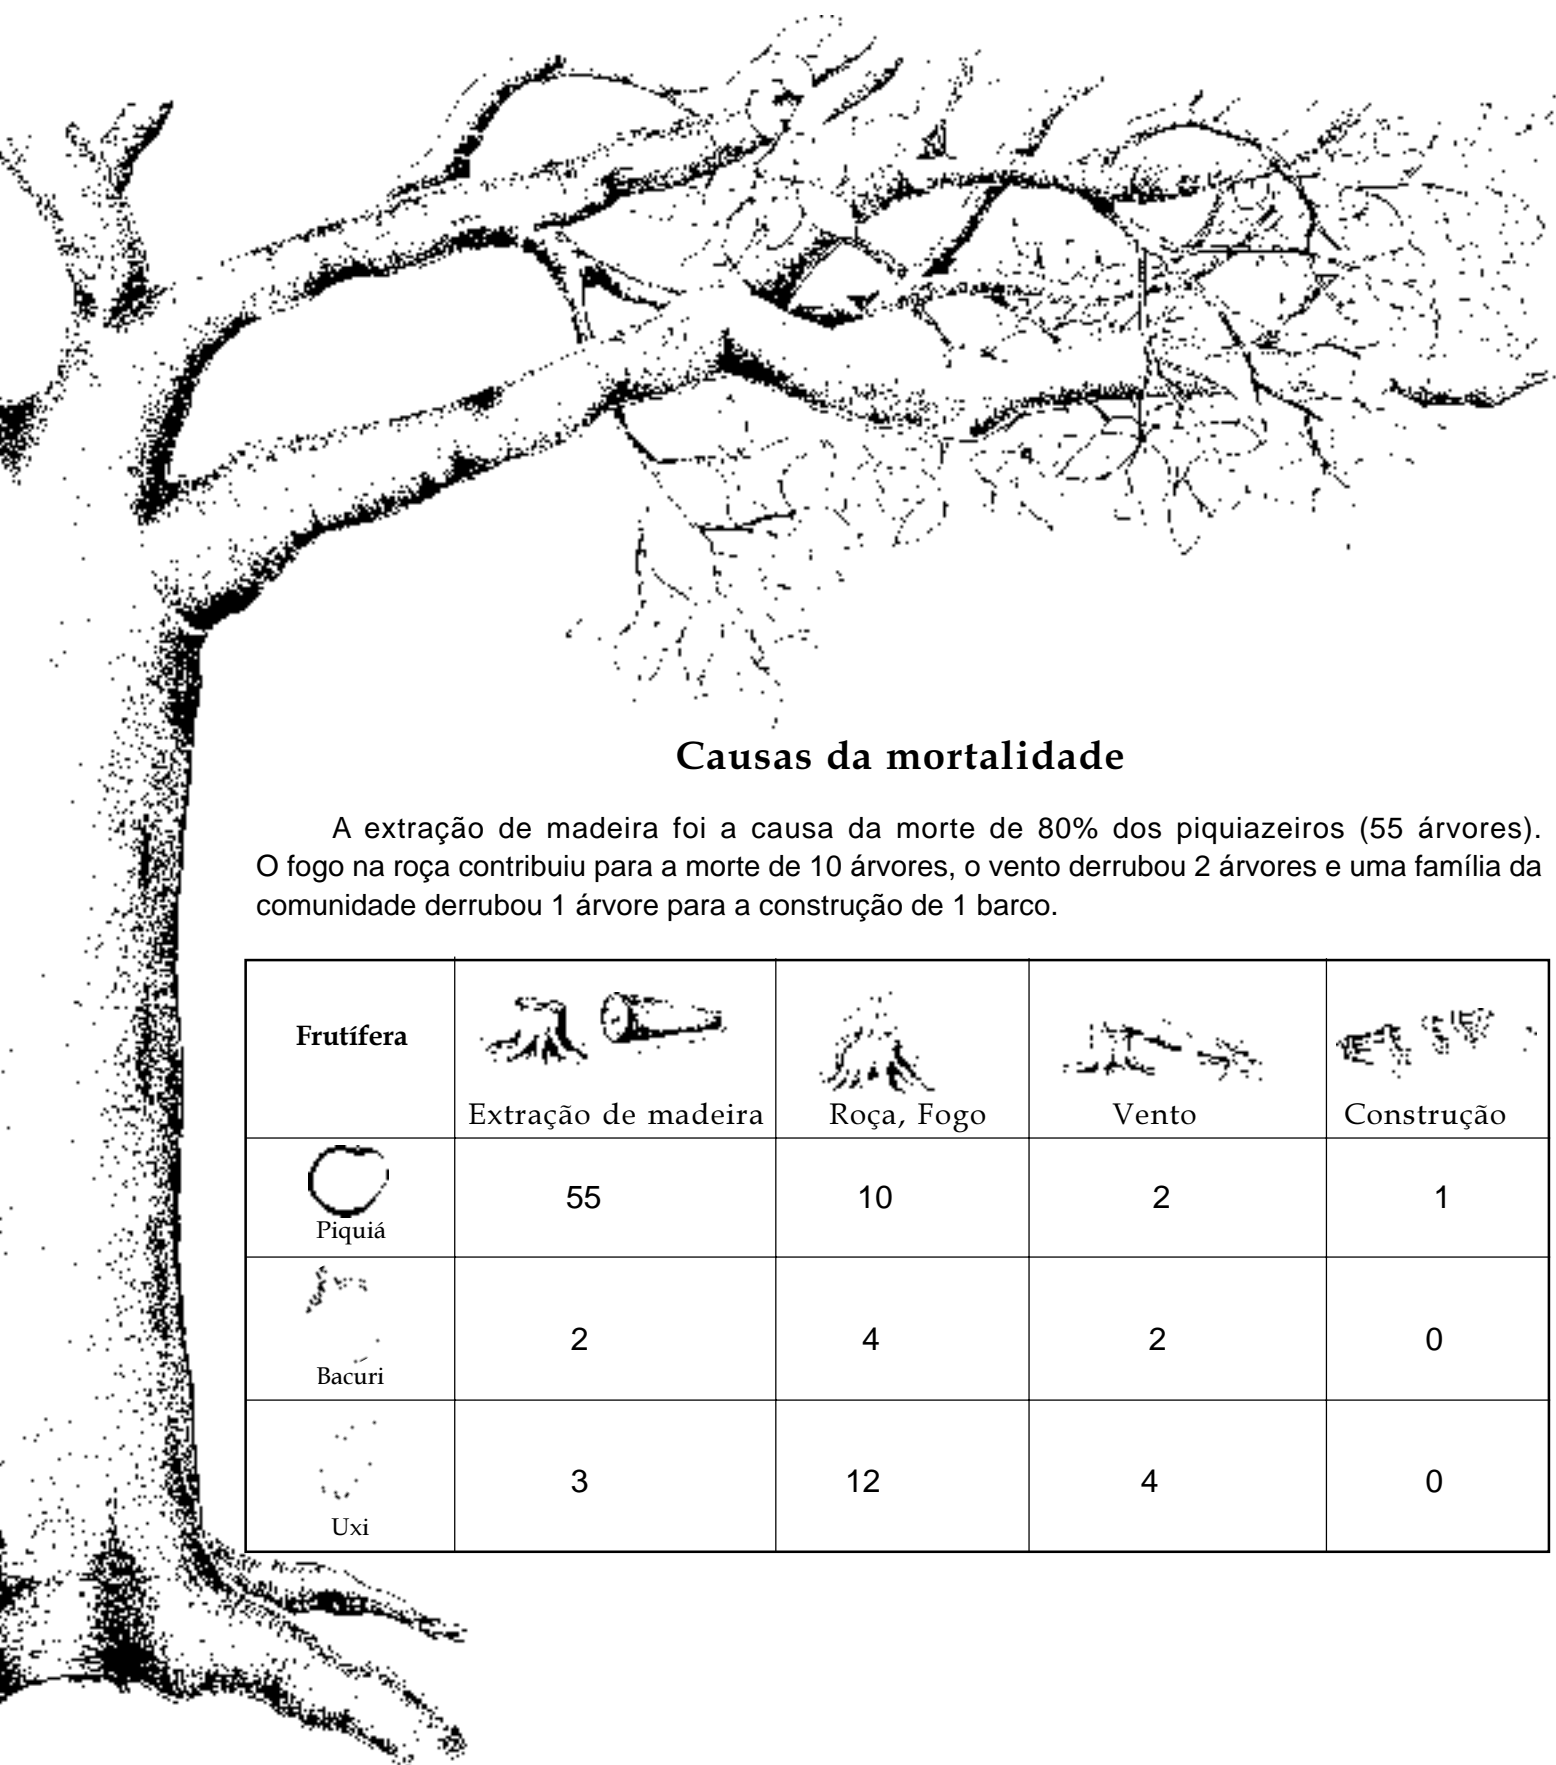 Causas da mortalidade
A extração de madeira foi a causa da morte de 80% dos piquiazeiros (55 árvores).
O fogo na roça contribuiu para a morte de 10 árvores, o vento derrubou 2 árvores e uma família da
comunidade derrubou 1 árvore para a construção de 1 barco.
Frutífera
Extração de madeira Roça, Fogo Vento Construção
Piquiá 55 10 2 1
Bacuri 2 4 2 0
Uxi 3 12 4 0